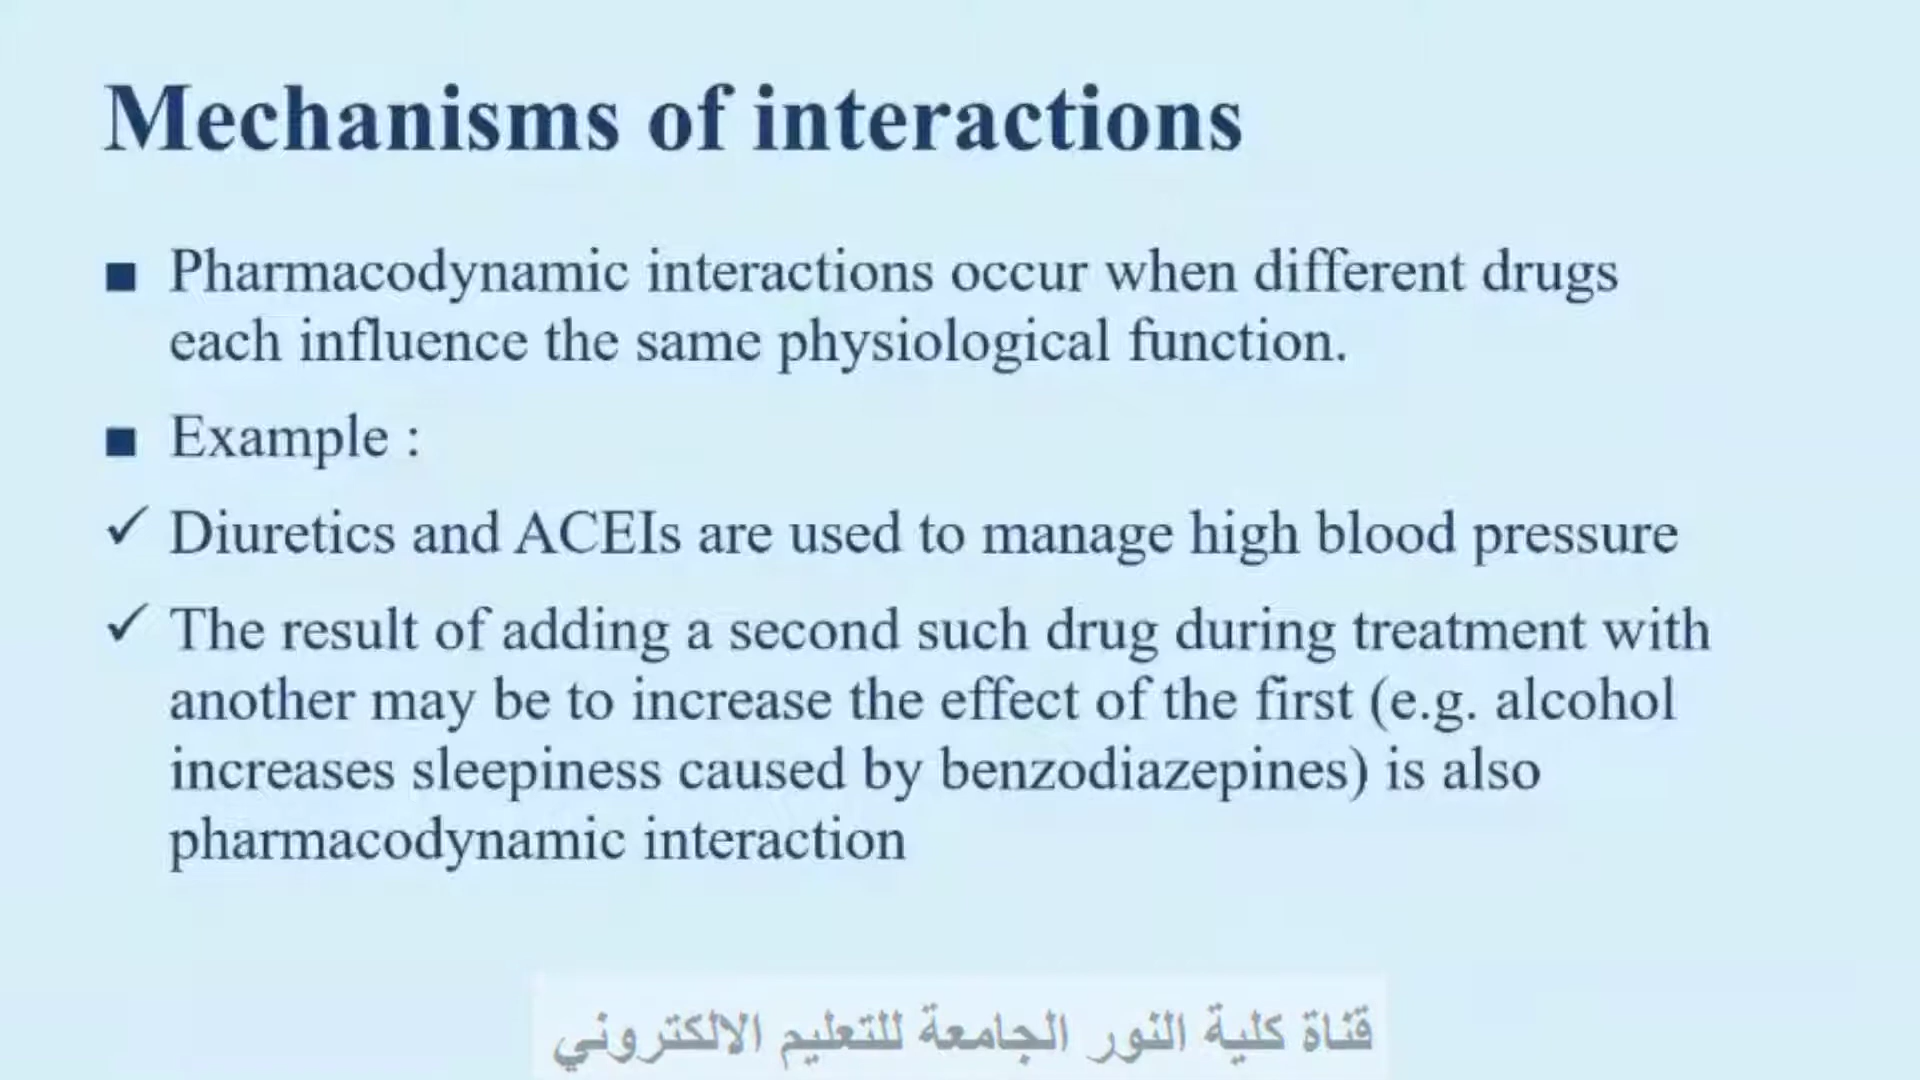 Mechanisms of interactions
■ Pharmacodynamic interactions occur when different drugs
each influence the same physiological function.
■ Example :
✓ Diuretics and ACEIs are used to manage high blood pressure
✓ The result of adding a second such drug during treatment with
another may be to increase the effect of the first (e.g. alcohol
increases sleepiness caused by benzodiazepines) is also
pharmacodynamic interaction
قناة كلية النور الجامعة للتعليم الالكتروني